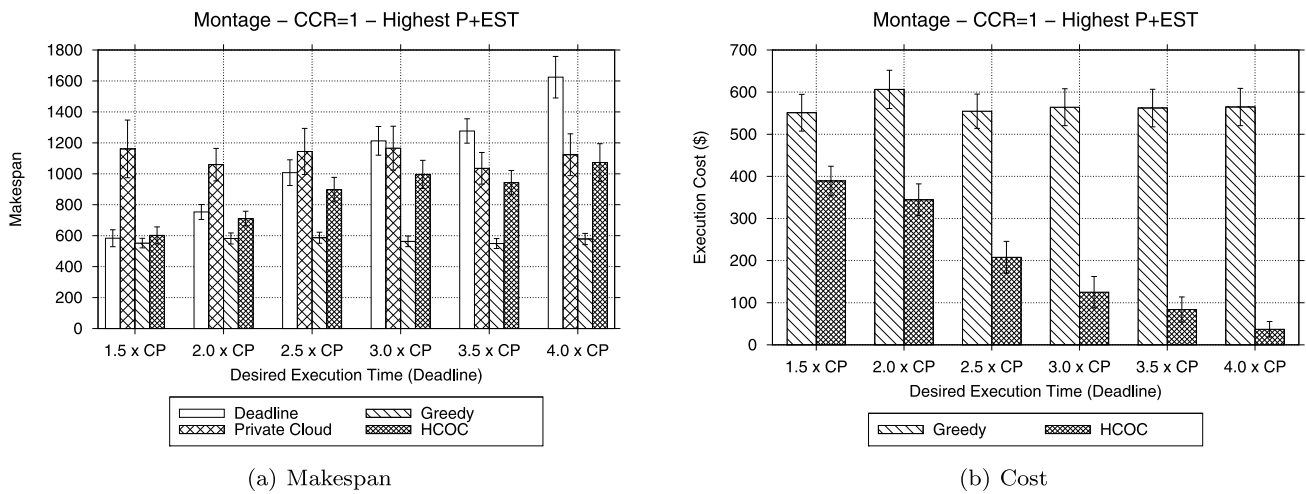 Montage – CCR=1 – Highest P+EST
Makespan
1800
1600
1400
1200
1000
800
600
400
200
0
1.5 x CP 2.0 x CP 2.5 x CP 3.0 x CP 3.5 x CP 4.0 x CP
Desired Execution Time (Deadline)
Deadline Greedy
Private Cloud HCOC
(a) Makespan
Montage – CCR=1 – Highest P+EST
Execution Cost ($)
700
600
500
400
300
200
100
0
1.5 x CP 2.0 x CP 2.5 x CP 3.0 x CP 3.5 x CP 4.0 x CP
Desired Execution Time (Deadline)
Greedy HCOC
(b) Cost